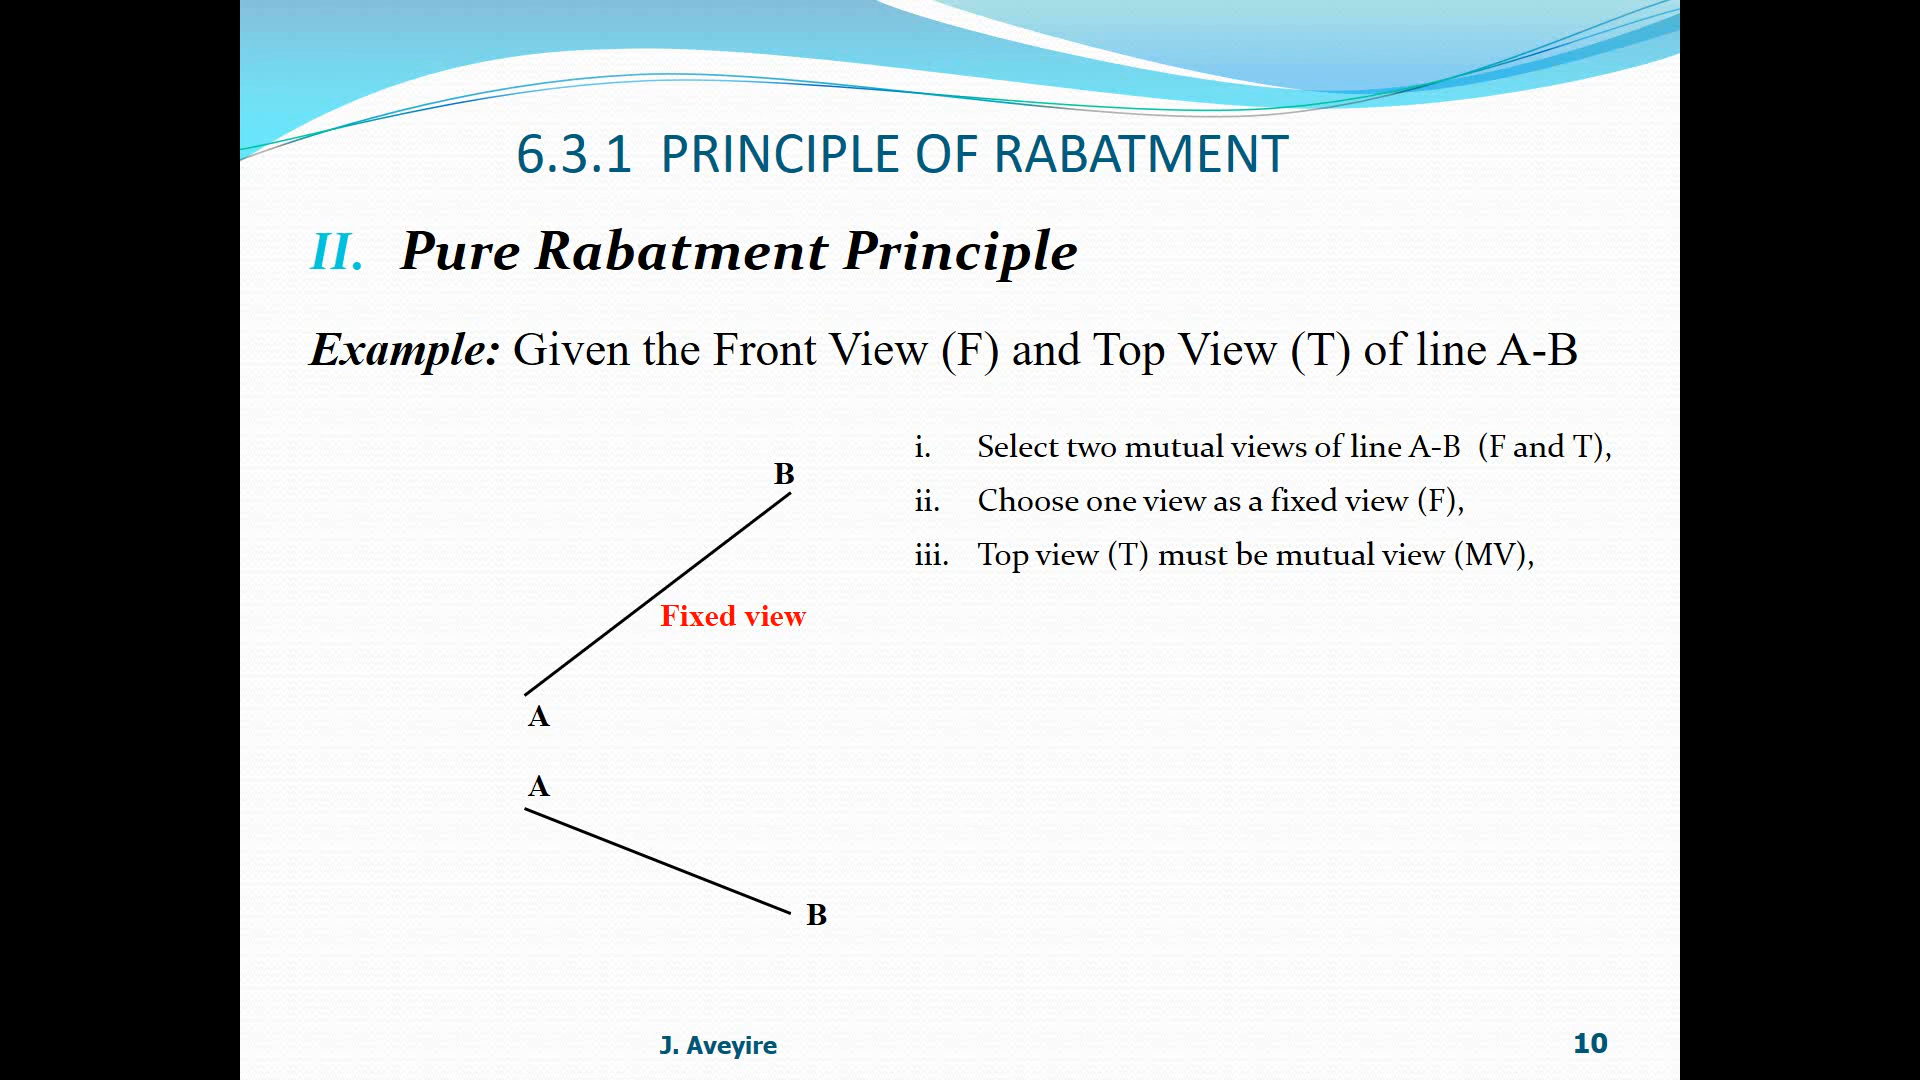 6.3.1 PRINCIPLE OF RABATMENT
II. Pure Rabatment Principle
Example: Given the Front View (F) and Top View (T) of line A-B
i. Select two mutual views of line A-B (F and T),
ii. Choose one view as a fixed view (F),
iii. Top view (T) must be mutual view (MV),
B
Fixed view
A
A
B
J. Aveyire
10